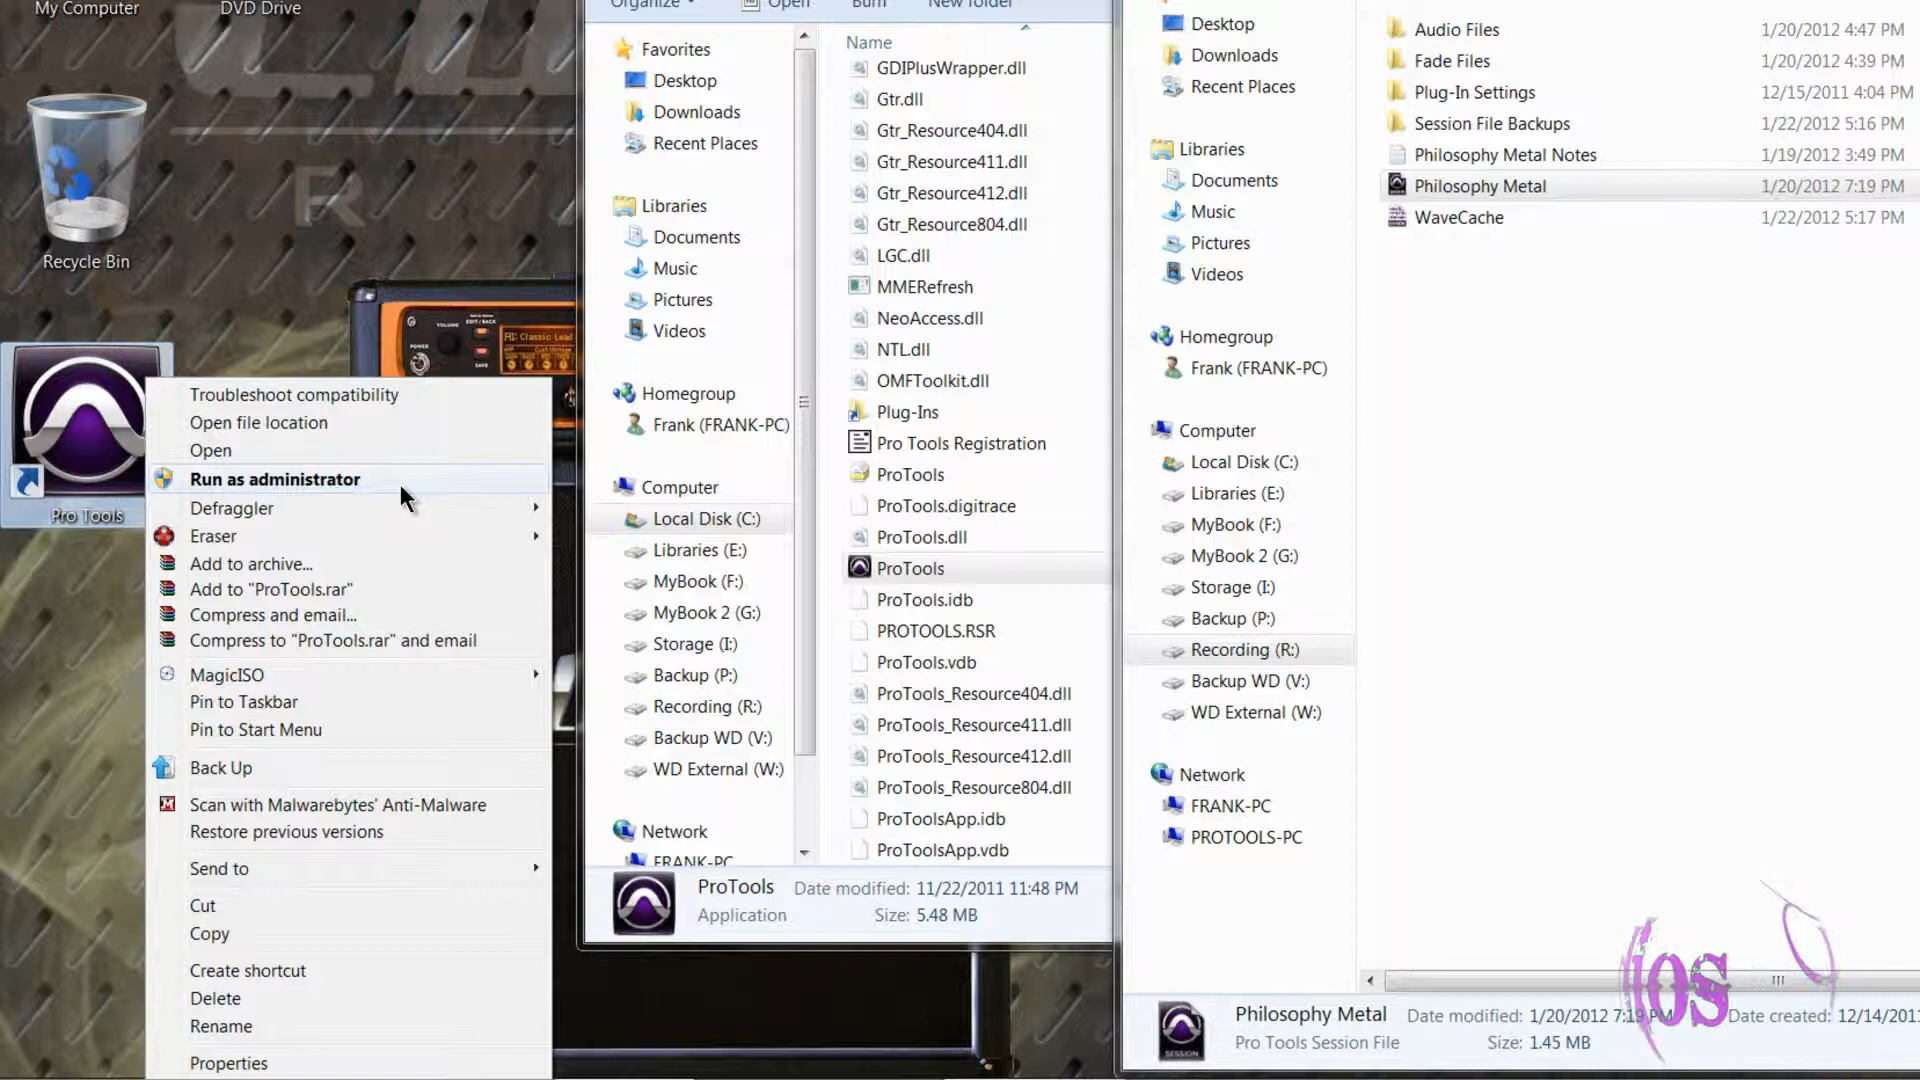 My Computer
DVD Drive
Recycle Bin
R
Pro Tools
VOLUME
EDIT / BACK
POWER
SAVE
A1: Classic Lead
Troubleshoot compatibility
Open file location
Open
Run as administrator
Defraggler
Eraser
Add to archive...
Add to "ProTools.rar"
Compress and email...
Compress to "ProTools.rar" and email
MagicISO
Pin to Taskbar
Pin to Start Menu
Back Up
Scan with Malwarebytes' Anti-Malware
Restore previous versions
Send to
Cut
Copy
Create shortcut
Delete
Rename
Properties
Organize
Open
Burn
New folder
Favorites
Desktop
Downloads
Recent Places
Libraries
Documents
Music
Pictures
Videos
Homegroup
Frank (FRANK-PC)
Computer
Local Disk (C:)
Libraries (E:)
MyBook (F:)
MyBook 2 (G:)
Storage (I:)
Backup (P:)
Recording (R:)
Backup WD (V:)
WD External (W:)
Network
FRANK-PC
Name
GDIPlusWrapper.dll
Gtr.dll
Gtr_Resource404.dll
Gtr_Resource411.dll
Gtr_Resource412.dll
Gtr_Resource804.dll
LGC.dll
MMERefresh
NeoAccess.dll
NTL.dll
OMFToolkit.dll
Plug-Ins
Pro Tools Registration
ProTools
ProTools.digitrace
ProTools.dll
ProTools
ProTools.idb
PROTOOLS.RSR
ProTools.vdb
ProTools_Resource404.dll
ProTools_Resource411.dll
ProTools_Resource412.dll
ProTools_Resource804.dll
ProToolsApp.idb
ProToolsApp.vdb
ProTools Date modified: 11/22/2011 11:48 PM
Application Size: 5.48 MB
Desktop
Downloads
Recent Places
Libraries
Documents
Music
Pictures
Videos
Homegroup
Frank (FRANK-PC)
Computer
Local Disk (C:)
Libraries (E:)
MyBook (F:)
MyBook 2 (G:)
Storage (I:)
Backup (P:)
Recording (R:)
Backup WD (V:)
WD External (W:)
Network
FRANK-PC
PROTOOLS-PC
Audio Files 1/20/2012 4:47 PM
Fade Files 1/20/2012 4:39 PM
Plug-In Settings 12/15/2011 4:04 PM
Session File Backups 1/22/2012 5:16 PM
Philosophy Metal Notes 1/19/2012 3:49 PM
Philosophy Metal 1/20/2012 7:19 PM
WaveCache 1/22/2012 5:17 PM
SESSION
Philosophy Metal Date modified: 1/20/2012 7:19 PM Date created: 12/14/2011
Pro Tools Session File Size: 1.45 MB